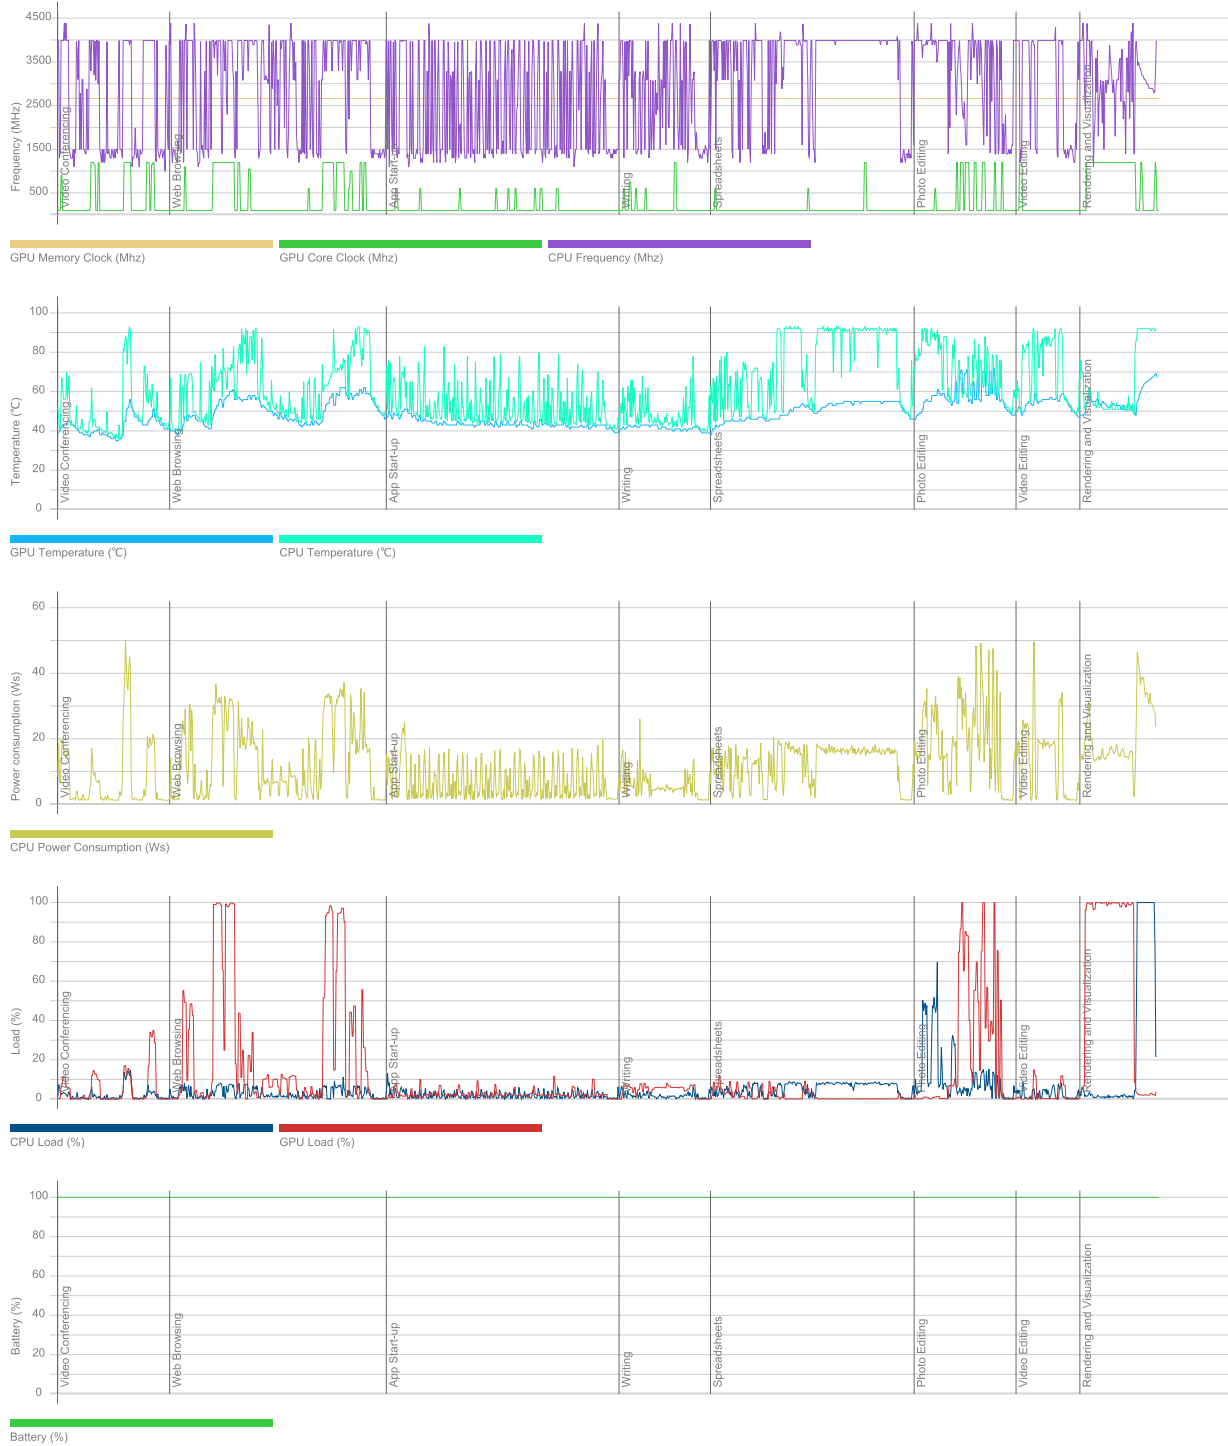 4500
3500
2500
1500
500
Frequency (MHz)
Video Conferencing
Web Browsing
App Start-up
Writing
Spreadsheets
Photo Editing
Video Editing
Rendering and Visualization
GPU Memory Clock (Mhz)
GPU Core Clock (Mhz)
CPU Frequency (Mhz)
100
80
60
40
20
0
Temperature (℃)
Video Conferencing
Web Browsing
App Start-up
Writing
Spreadsheets
Photo Editing
Video Editing
Rendering and Visualization
GPU Temperature (℃)
CPU Temperature (℃)
60
40
20
0
Power consumption (Ws)
Video Conferencing
Web Browsing
App Start-up
Writing
Spreadsheets
Photo Editing
Video Editing
Rendering and Visualization
CPU Power Consumption (Ws)
100
80
60
40
20
0
Load (%)
Video Conferencing
Web Browsing
App Start-up
Writing
Spreadsheets
Photo Editing
Video Editing
Rendering and Visualization
CPU Load (%)
GPU Load (%)
100
80
60
40
20
0
Battery (%)
Video Conferencing
Web Browsing
App Start-up
Writing
Spreadsheets
Photo Editing
Video Editing
Rendering and Visualization
Battery (%)